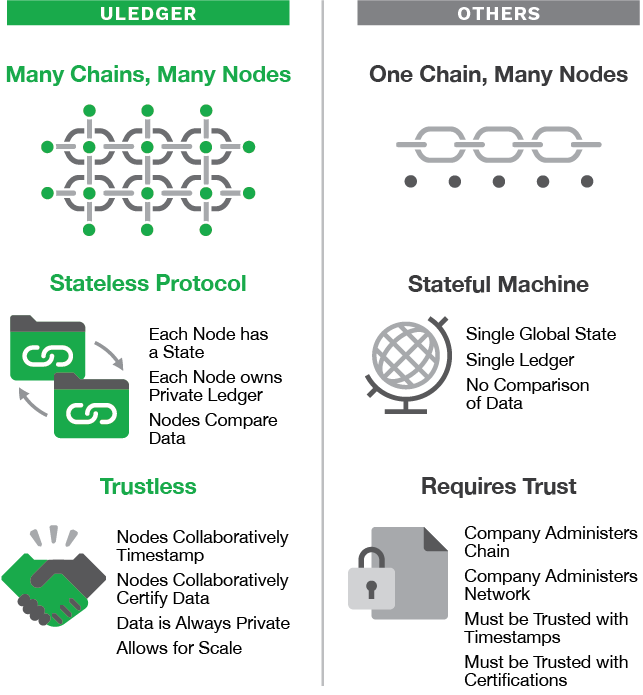 ULEDGER
Many Chains, Many Nodes
Stateless Protocol
Each Node has
a State
Each Node owns
Private Ledger
Nodes Compare
Data
Trustless
Nodes Collaboratively
Timestamp
Nodes Collaboratively
Certify Data
Data is Always Private
Allows for Scale
OTHERS
One Chain, Many Nodes
Stateful Machine
Single Global State
Single Ledger
No Comparison
of Data
Requires Trust
Company Administers
Chain
Company Administers
Network
Must be Trusted with
Timestamps
Must be Trusted with
Certifications